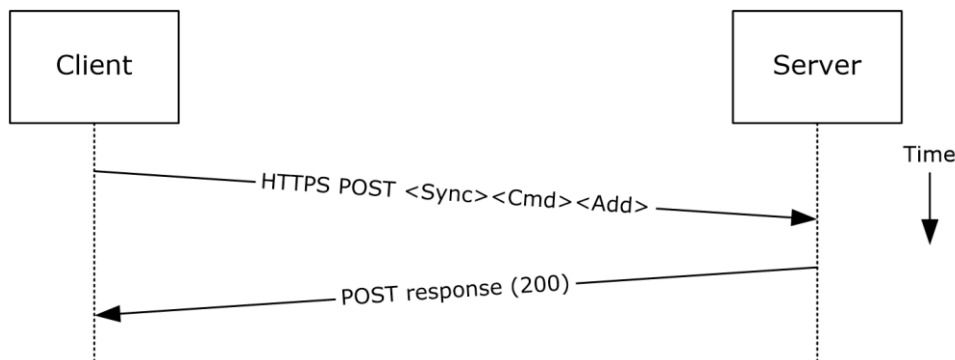 Client
Server
Time
HTTPS POST <Sync><Cmd><Add>
POST response (200)